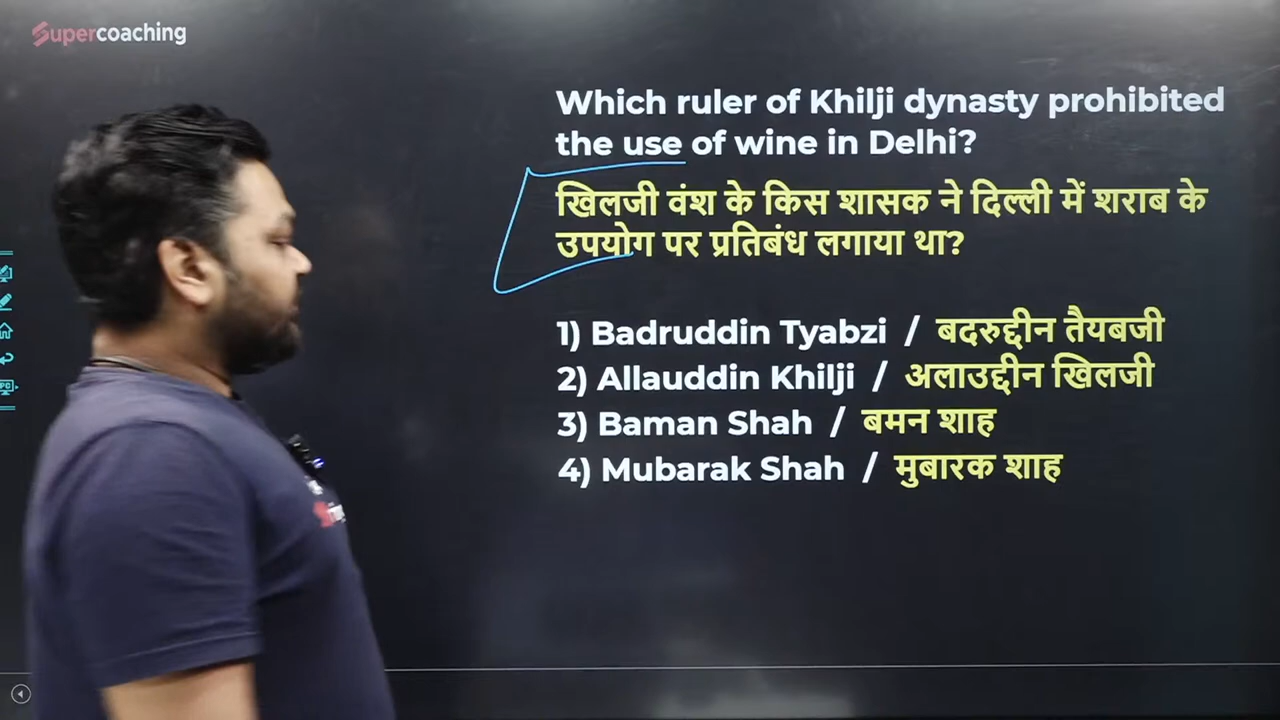 Supercoaching
Which ruler of Khilji dynasty prohibited
the use of wine in Delhi?
खिलजी वंश के किस शासक ने दिल्ली में शराब के
उपयोग पर प्रतिबंध लगाया था?
1) Badruddin Tyabzi / बदरुद्दीन तैयबजी
2) Allauddin Khilji / अलाउद्दीन खिलजी
3) Baman Shah / बमन शाह
4) Mubarak Shah / मुबारक शाह